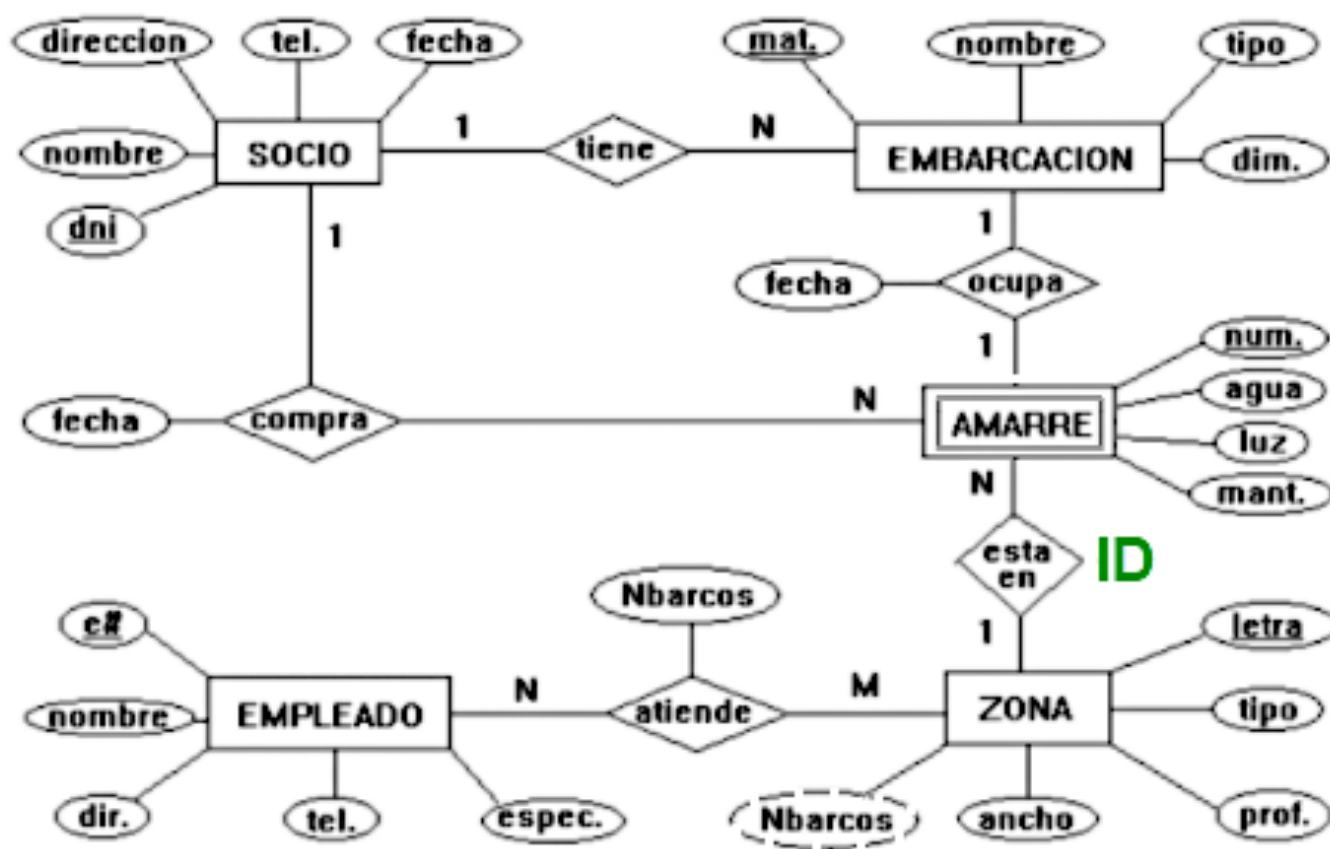 direccion tel. fecha mat. nombre tipo
nombre SOCIO 1 tiene N EMBARCACION dim.
dni 1 1
fecha ocupa
1 num.
fecha compra N AMARRE agua
luz
N mant.
esta en ID
Nbarcos
e# 1 letra
nombre EMPLEADO N atiende M ZONA tipo
dir. tel. espec. Nbarcos ancho prof.